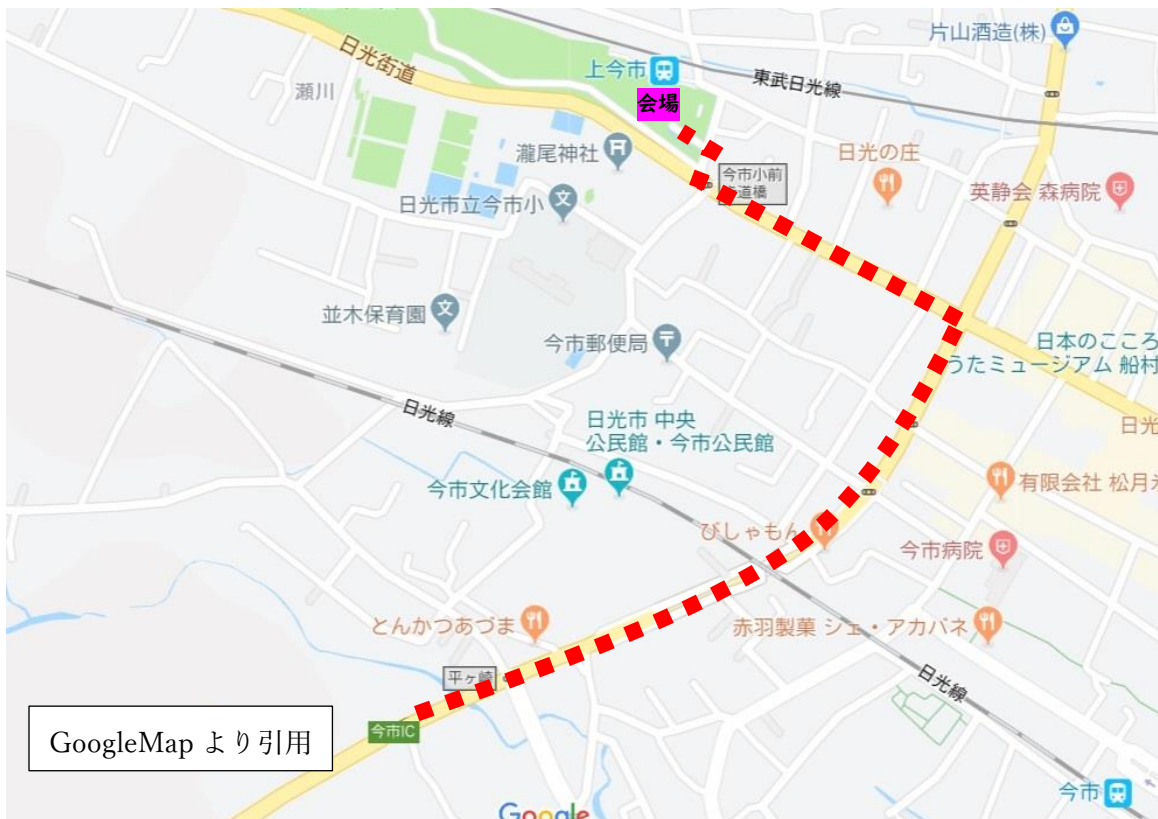 片山酒造(株)
日光街道
上今市
東武日光線
瀬川
会場
瀧尾神社
日光の庄
今市小前
道橋
英静会 森病院
日光市立今市小
並木保育園
今市郵便局
日本のこころ
うたミュージアム 船村
日光線
日光市 中央
公民館・今市公民館
日光
今市文化会館
有限会社 松月
びしゃもん
今市病院
とんかつあづま
赤羽製菓 シェ・アカバネ
平ヶ崎
日光線
今市IC
GoogleMap より引用
今市
Google